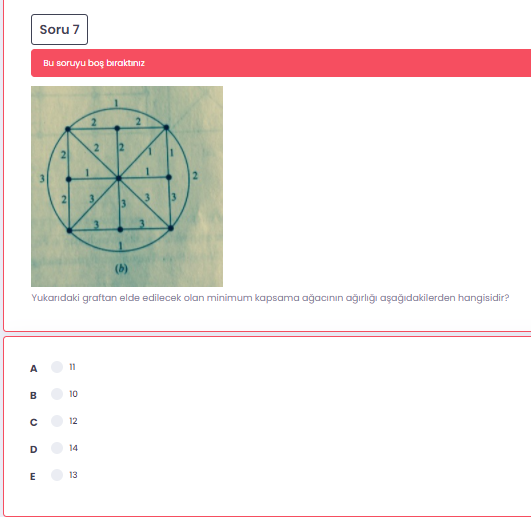 Soru 7
Bu soruyu boş bıraktınız
1
2 2
2 2 2 1 1
3 1 1 2
2 3 3 3 3
3 3
1
(b)
Yukarıdaki graftan elde edilecek olan minimum kapsama ağacının ağırlığı aşağıdakilerden hangisidir?
A 11
B 10
C 12
D 14
E 13